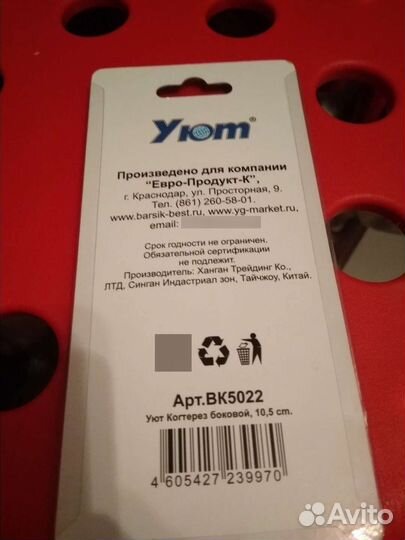 Уют®
Произведено для компании
"Евро-Продукт-К",
г. Краснодар, ул. Просторная, 9.
Тел. (861) 260-58-01.
www.barsik-best.ru, www.yg-market.ru,
email:
Срок годности не ограничен.
Обязательной сертификации
не подлежит.
Производитель: Ханган Трейдинг Ко.,
ЛТД, Синган Индастриал зон, Тайчжоу, Китай.
Арт.ВК5022
Уют Когтерез боковой, 10,5 cm.
4 605427 239970
Avito